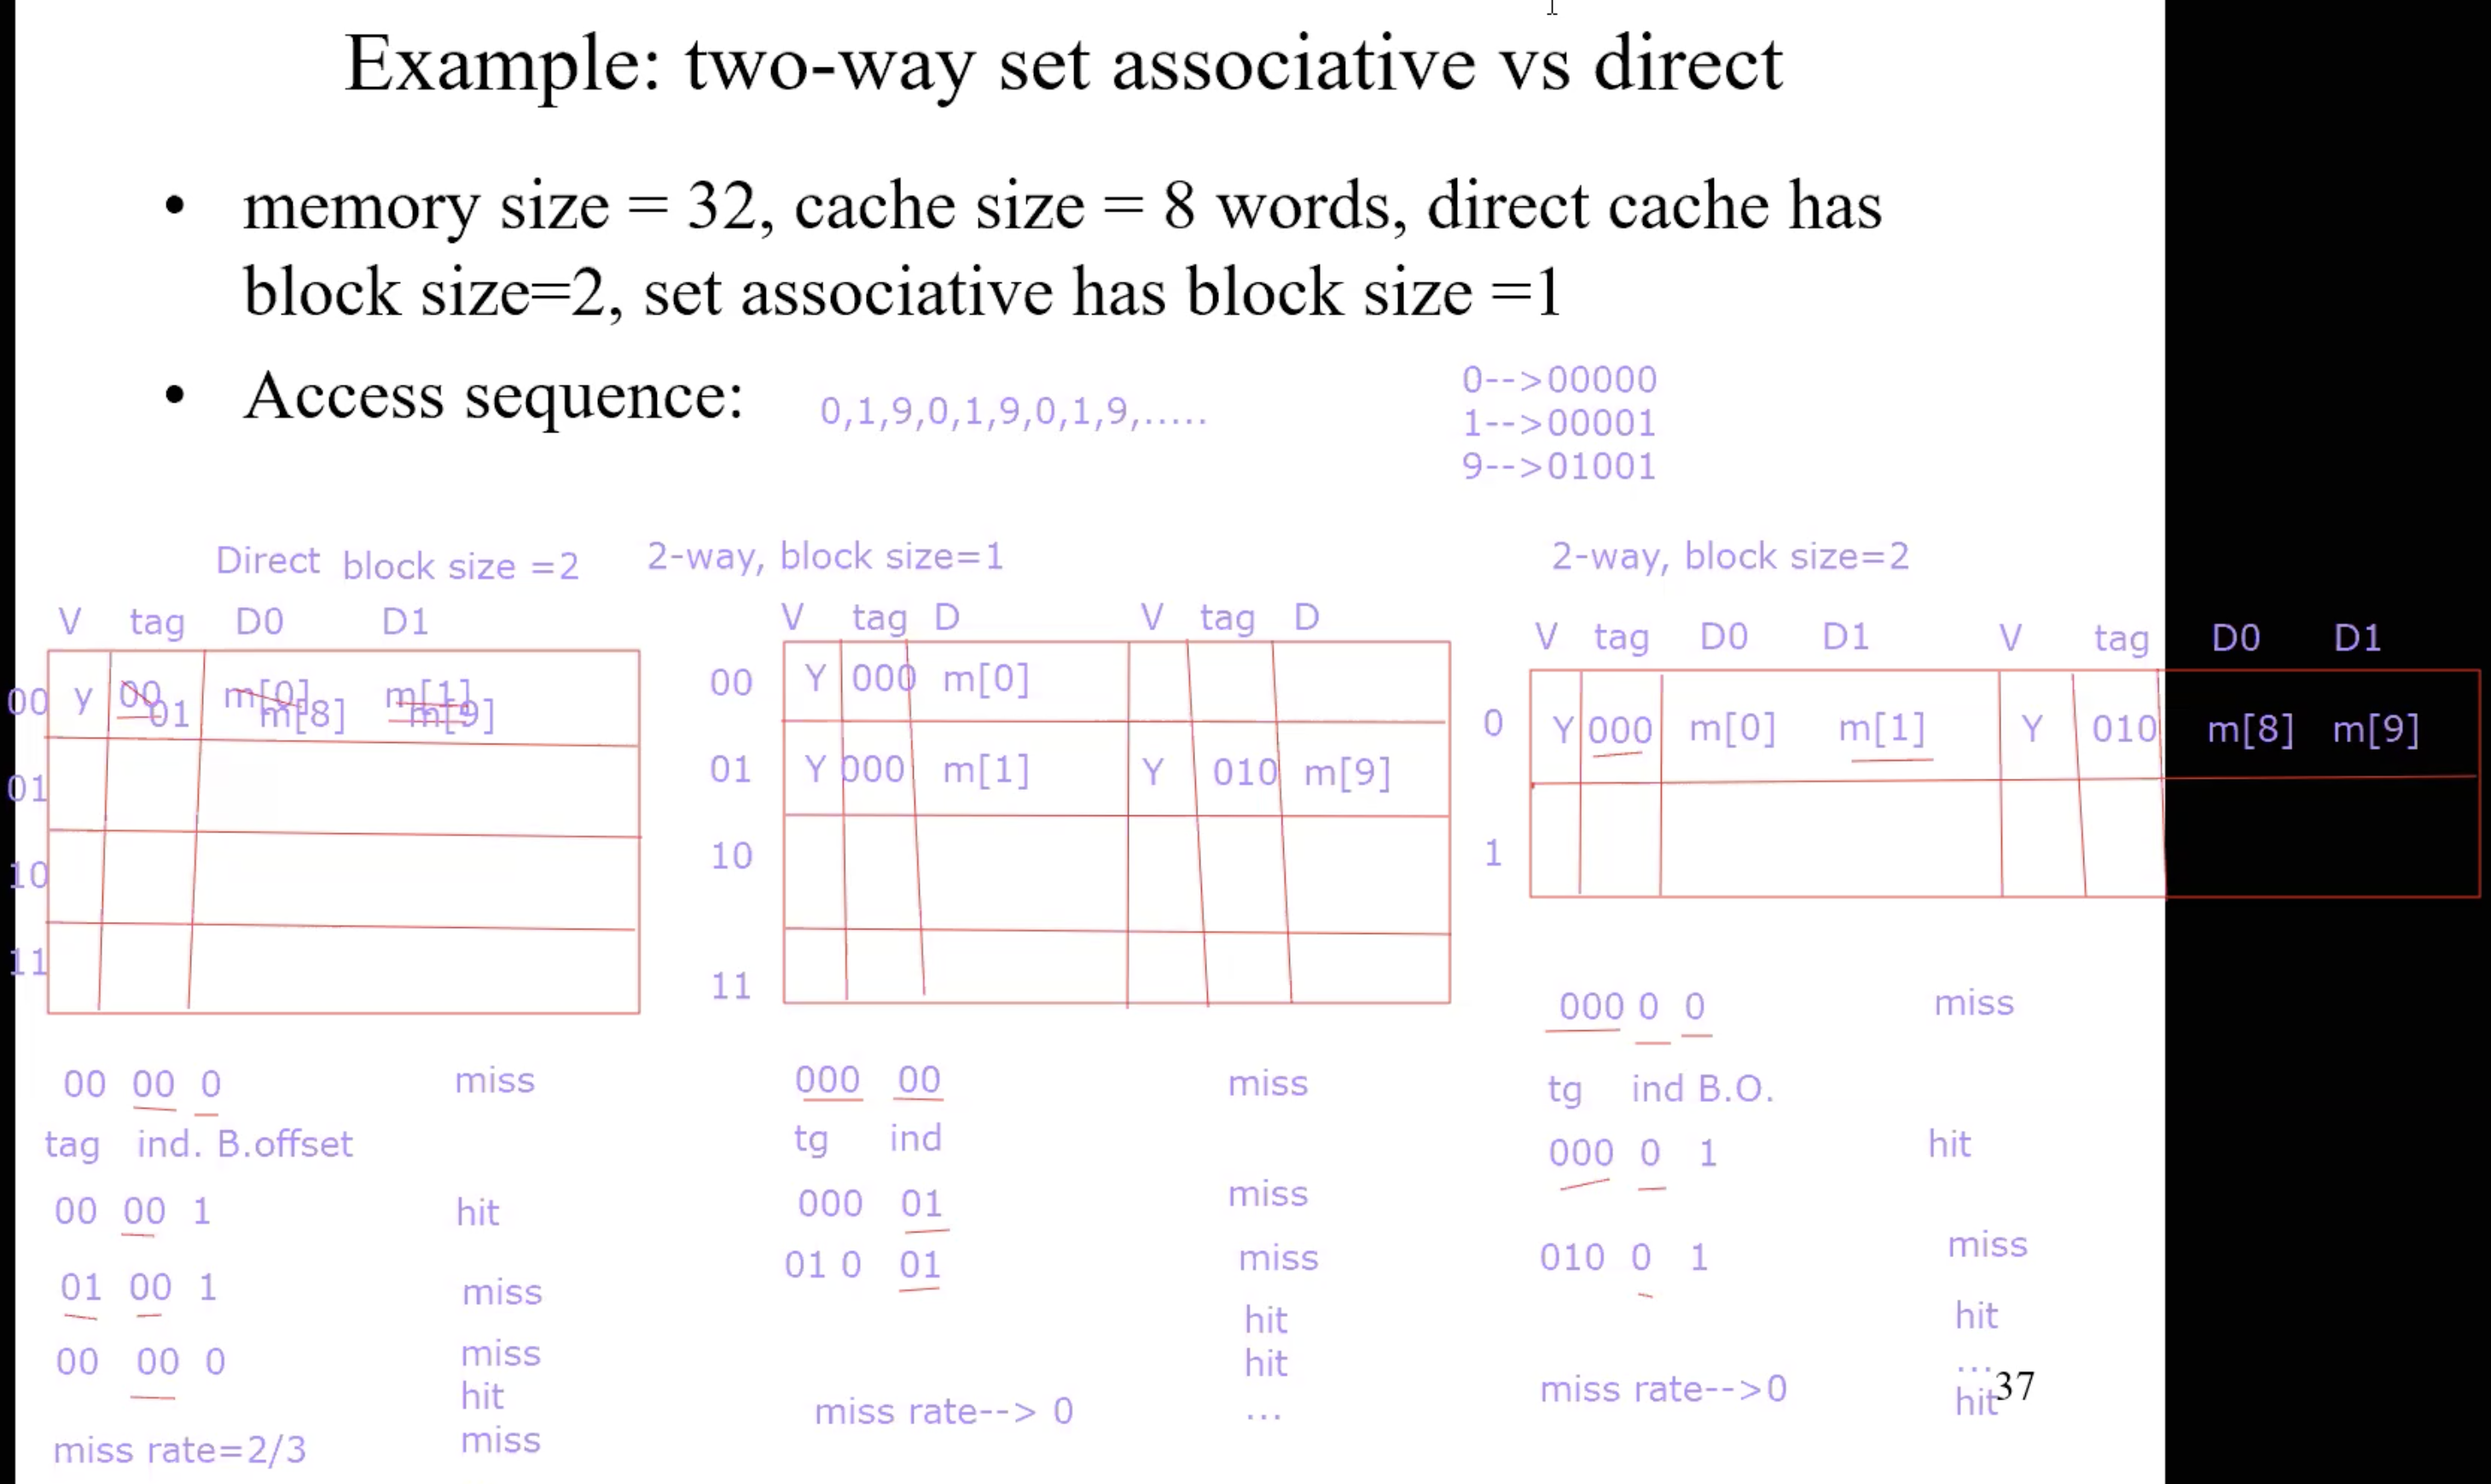 Example: two-way set associative vs direct
• memory size = 32, cache size = 8 words, direct cache has
block size=2, set associative has block size =1
• Access sequence:
0,1,9,0,1,9,0,1,9,.....
0-->00000
1-->00001
9-->01001
Direct block size =2
V tag D0 D1
00 y 00 01 m[0] m[8] m[1] m[9]
01
10
11
00 00 0 miss
tag ind. B.offset
00 00 1 hit
01 00 1 miss
00 00 0 miss
hit
miss rate=2/3 miss
2-way, block size=1
V tag D V tag D
00 Y 000 m[0]
01 Y 000 m[1] Y 010 m[9]
10
11
000 00 miss
tg ind
000 01 miss
01 0 01 miss
hit
hit
miss rate--> 0 ...
2-way, block size=2
V tag D0 D1 V tag D0 D1
0 Y 000 m[0] m[1] Y 010 m[8] m[9]
1
000 0 0 miss
tg ind B.O.
000 0 1 hit
010 0 1 miss
hit
...
miss rate-->0 hit
37